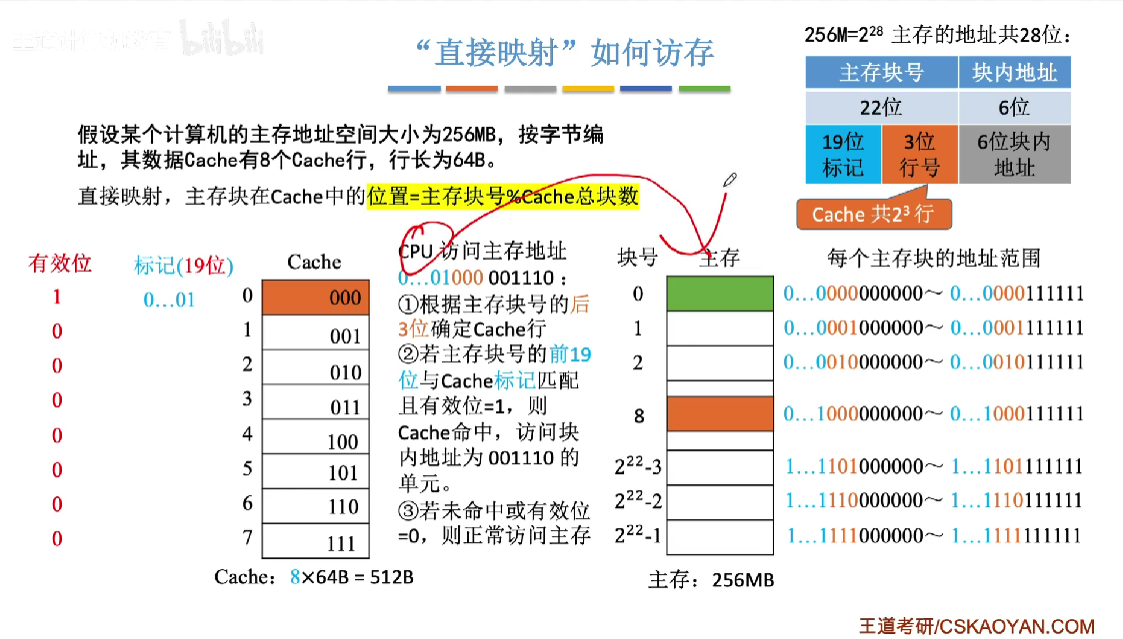 bilibili
“直接映射”如何访存
256M=2²⁸ 主存的地址共28位：
主存块号 块内地址
22位 6位
19位标记 3位行号 6位块内地址
Cache 共2³ 行
假设某个计算机的主存地址空间大小为256MB，按字节编
址，其数据Cache有8个Cache行，行长为64B。
直接映射，主存块在Cache中的位置=主存块号%Cache总块数
有效位 标记(19位) Cache
1 0…01 0 000
0 1 001
0 2 010
0 3 011
0 4 100
0 5 101
0 6 110
0 7 111
Cache：8×64B = 512B
CPU 访问主存地址
0…01000 001110：
①根据主存块号的后
3位确定Cache行
②若主存块号的前19
位与Cache标记匹配
且有效位=1，则
Cache命中，访问块
内地址为 001110 的
单元。
③若未命中或有效位
=0，则正常访问主存
块号 主存 每个主存块的地址范围
0 0…0000000000～ 0…0000111111
1 0…0001000000～ 0…0001111111
2 0…0010000000～ 0…0010111111
8 0…1000000000～ 0…1000111111
2²²-3 1…1101000000～ 1…1101111111
2²²-2 1…1110000000～ 1…1110111111
2²²-1 1…1111000000～ 1…1111111111
主存：256MB
王道考研/CSKAOYAN.COM